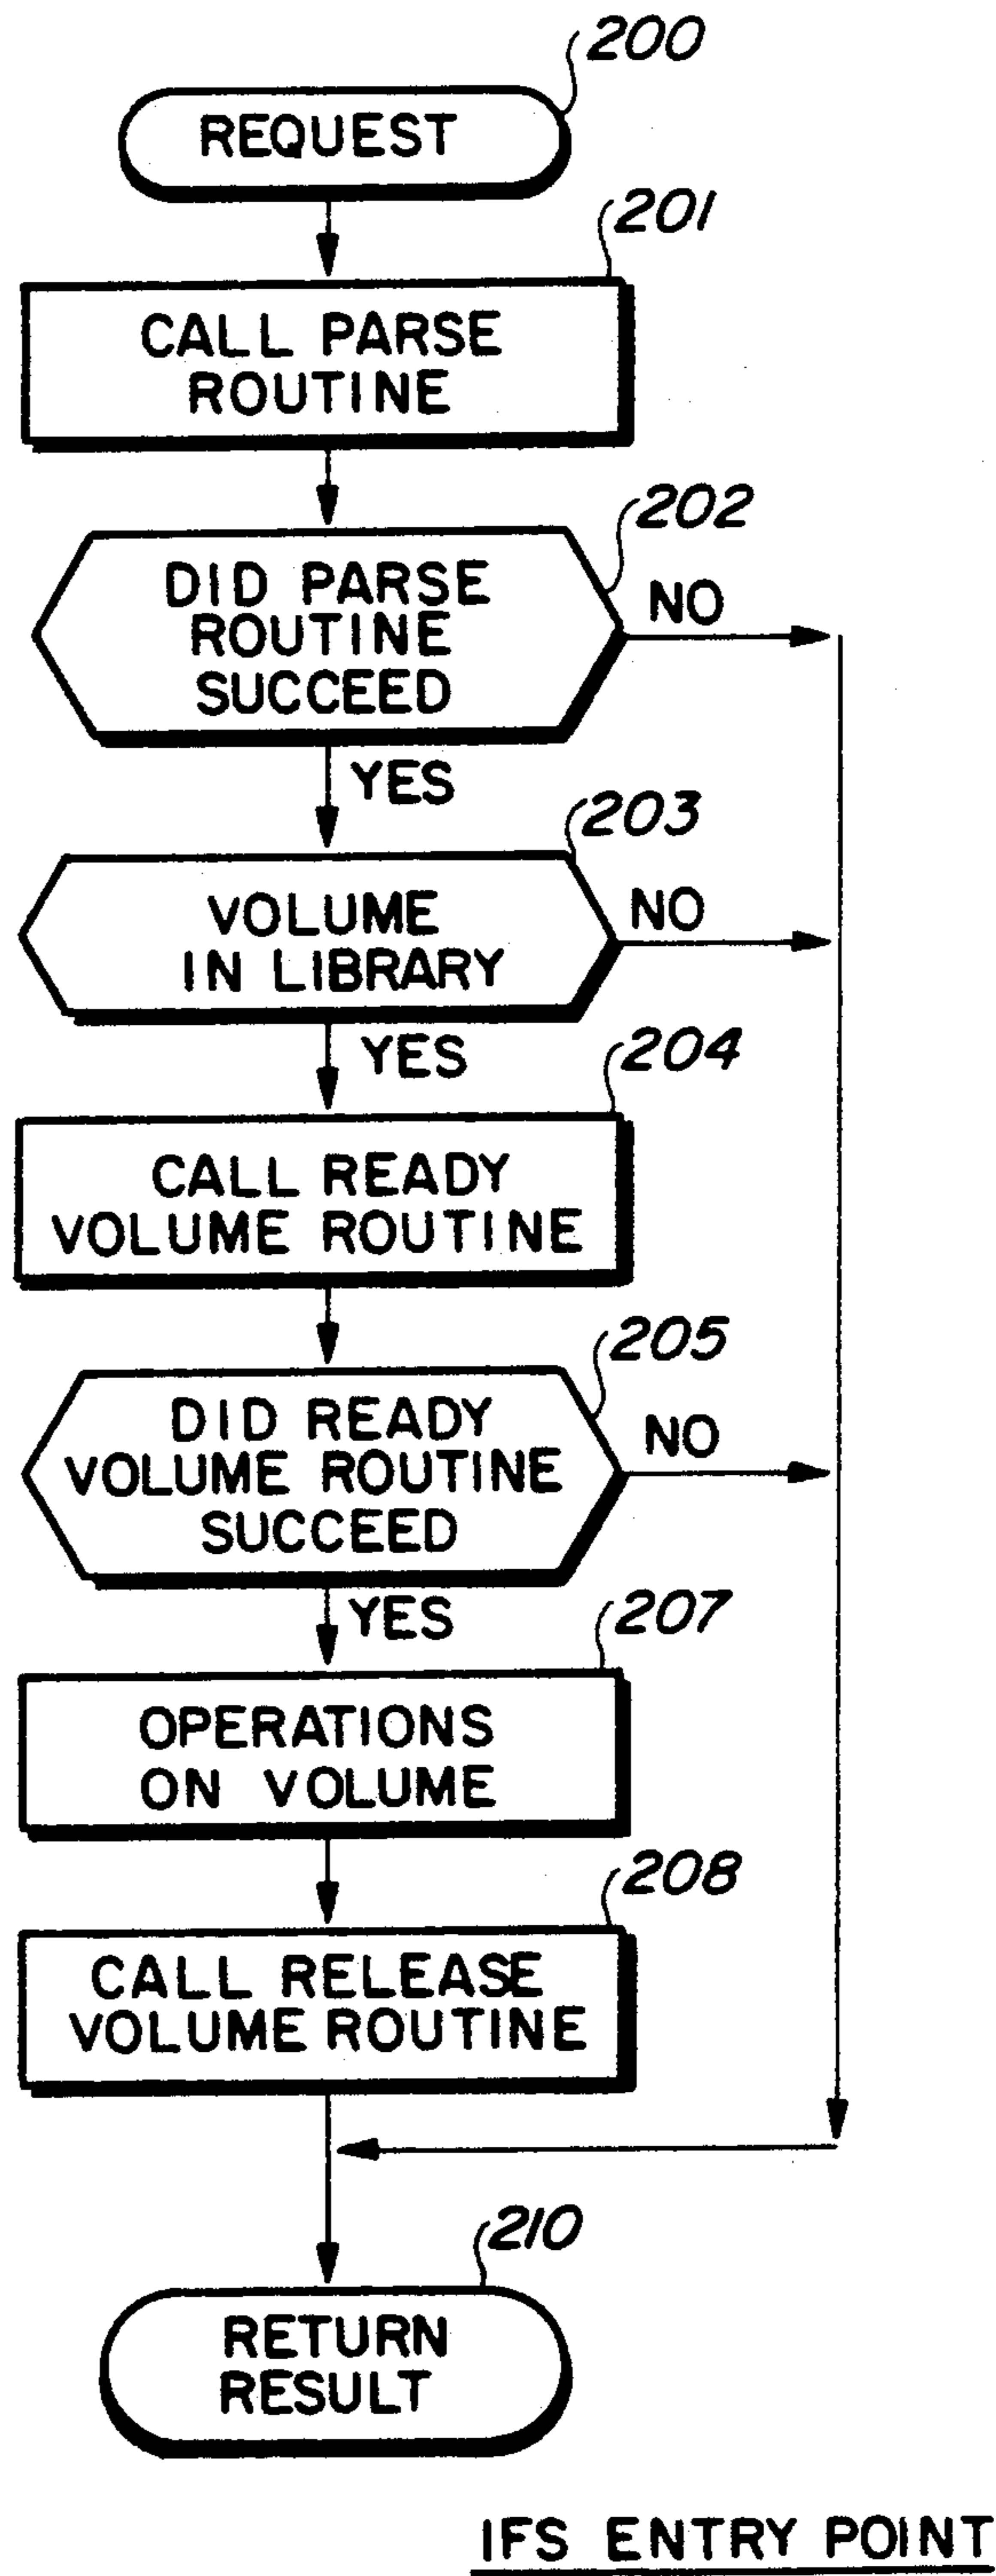 200
REQUEST
201
CALL PARSE
ROUTINE
202
DID PARSE
ROUTINE
SUCCEED
NO
YES
203
VOLUME
IN LIBRARY
NO
YES
204
CALL READY
VOLUME ROUTINE
205
DID READY
VOLUME ROUTINE
SUCCEED
NO
YES
207
OPERATIONS
ON VOLUME
208
CALL RELEASE
VOLUME ROUTINE
210
RETURN
RESULT
IFS ENTRY POINT